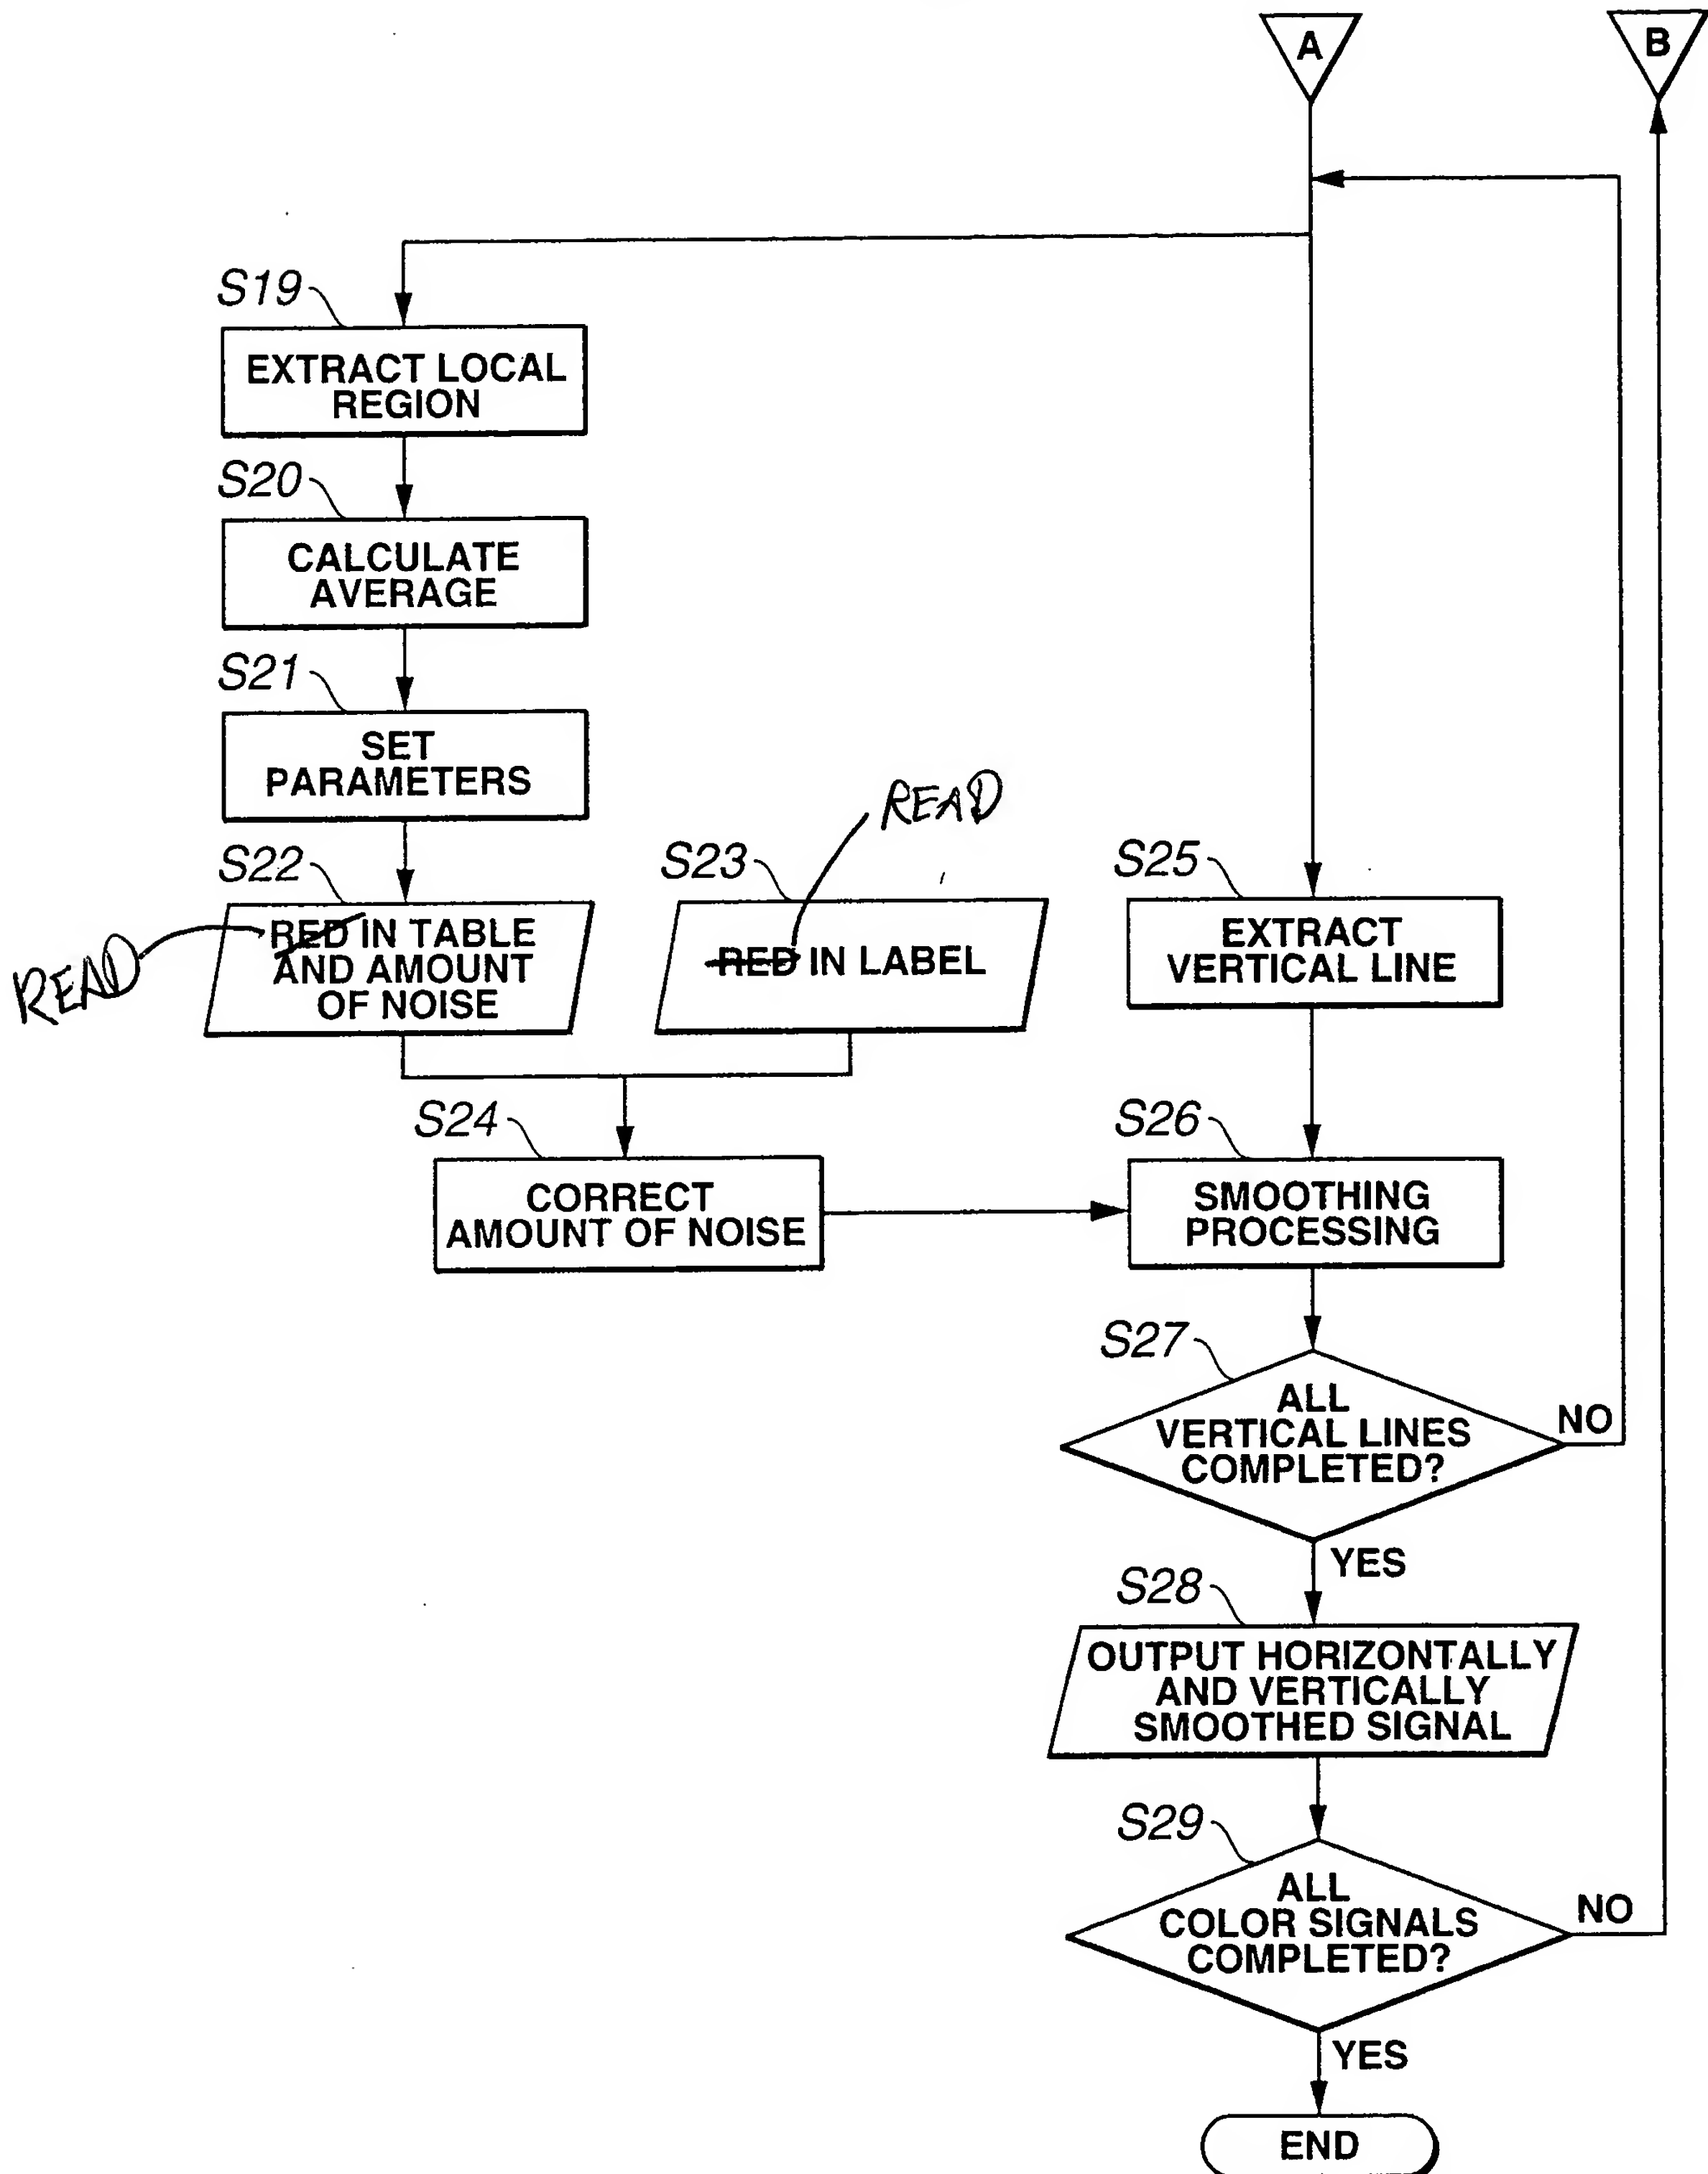 A
B
S19
EXTRACT LOCAL
REGION
S20
CALCULATE
AVERAGE
S21
SET
PARAMETERS
READ
S22
RED IN TABLE
AND AMOUNT
OF NOISE
READ
S23
RED IN LABEL
S25
EXTRACT
VERTICAL LINE
S24
CORRECT
AMOUNT OF NOISE
S26
SMOOTHING
PROCESSING
S27
ALL
VERTICAL LINES
COMPLETED?
NO
YES
S28
OUTPUT HORIZONTALLY
AND VERTICALLY
SMOOTHED SIGNAL
S29
ALL
COLOR SIGNALS
COMPLETED?
NO
YES
END